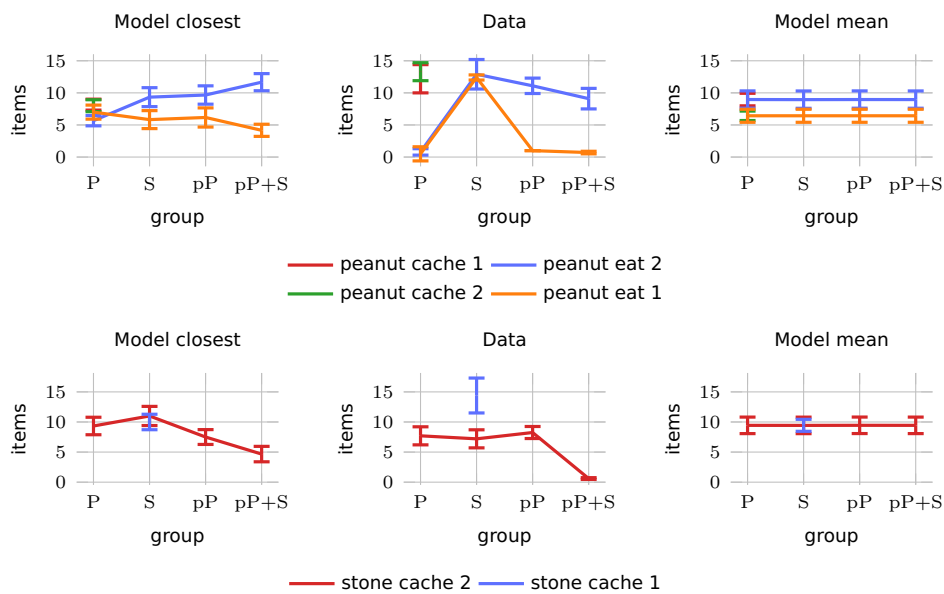 Model closest Data Model mean
15 15 15
10 10 10
5 5 5
0 0 0
items items items
P S pP pP+S P S pP pP+S P S pP pP+S
group group group
peanut cache 1 peanut eat 2
peanut cache 2 peanut eat 1
Model closest Data Model mean
15 15 15
10 10 10
5 5 5
0 0 0
items items items
P S pP pP+S P S pP pP+S P S pP pP+S
group group group
stone cache 2 stone cache 1